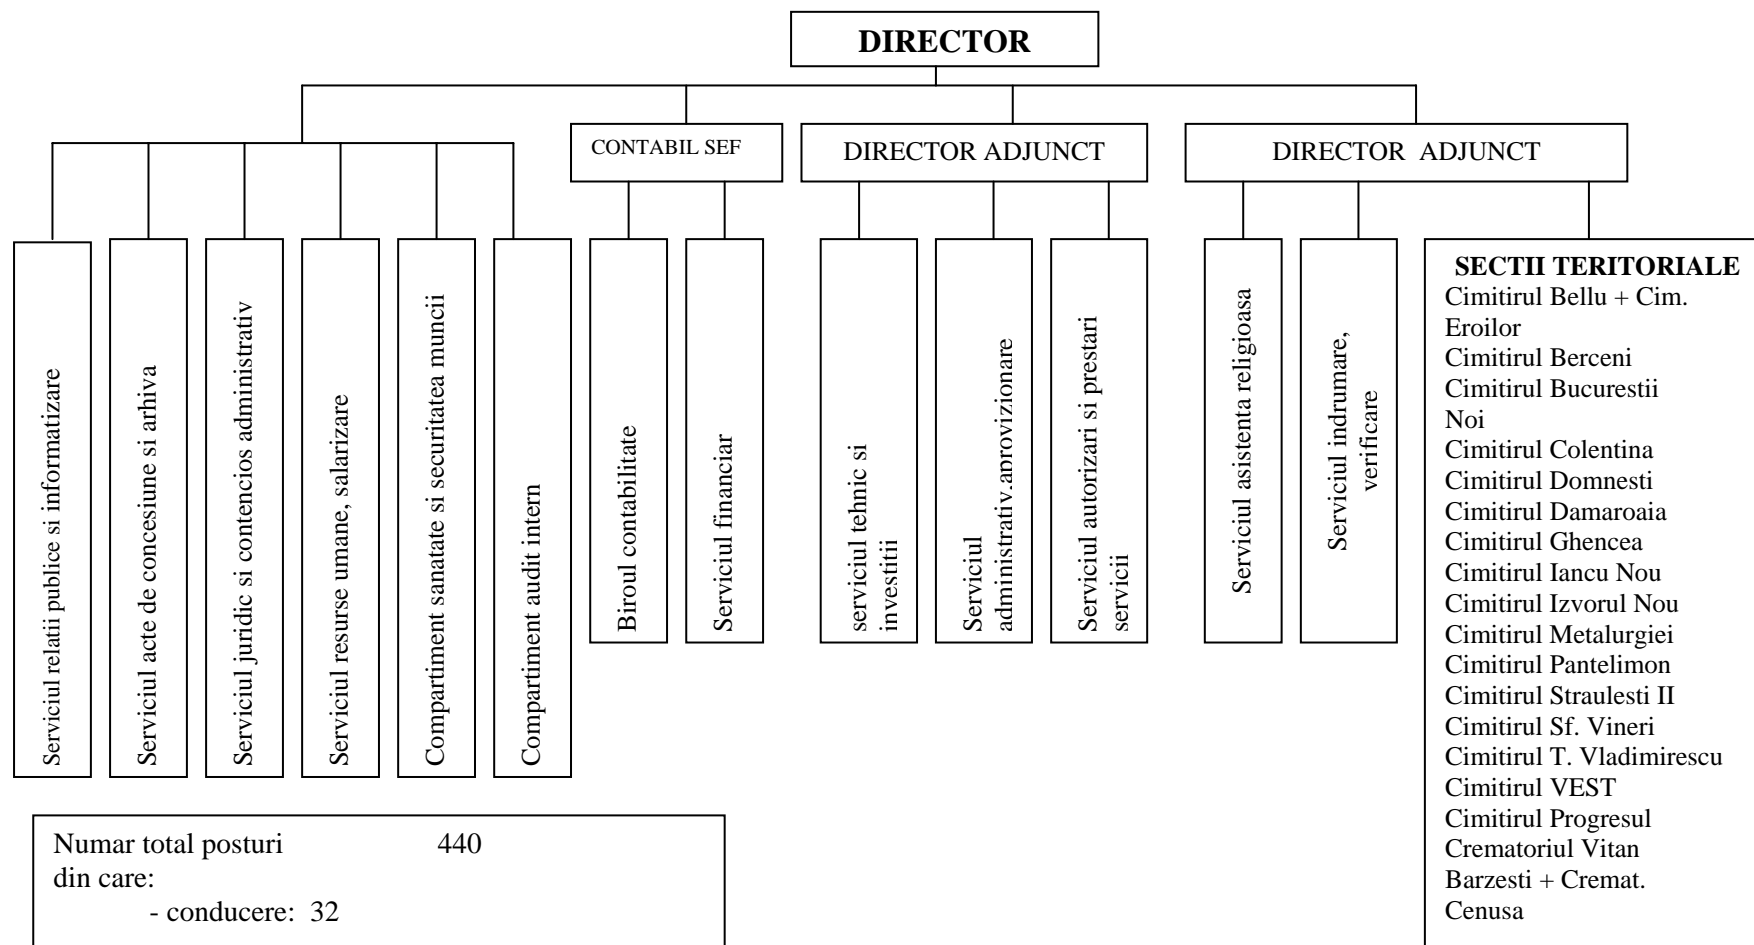 DIRECTOR
CONTABIL SEF
DIRECTOR ADJUNCT
DIRECTOR ADJUNCT
Serviciul relatii publice si informatizare
Serviciul acte de concesiune si arhiva
Serviciul juridic si contencios administrativ
Serviciul resurse umane, salarizare
Compartiment sanatate si securitatea muncii
Compartiment audit intern
Biroul contabilitate
Serviciul financiar
serviciul tehnic si
investitii
Serviciul
administrativ.aprovizionare
Serviciul autorizari si prestari
servicii
Serviciul asistenta religioasa
Serviciul indrumare,
verificare
SECTII TERITORIALE
Cimitirul Bellu + Cim.
Eroilor
Cimitirul Berceni
Cimitirul Bucurestii
Noi
Cimitirul Colentina
Cimitirul Domnesti
Cimitirul Damaroaia
Cimitirul Ghencea
Cimitirul Iancu Nou
Cimitirul Izvorul Nou
Cimitirul Metalurgiei
Cimitirul Pantelimon
Cimitirul Straulesti II
Cimitirul Sf. Vineri
Cimitirul T. Vladimirescu
Cimitirul VEST
Cimitirul Progresul
Crematoriul Vitan
Barzesti + Cremat.
Cenusa
Numar total posturi 440
din care:
- conducere: 32